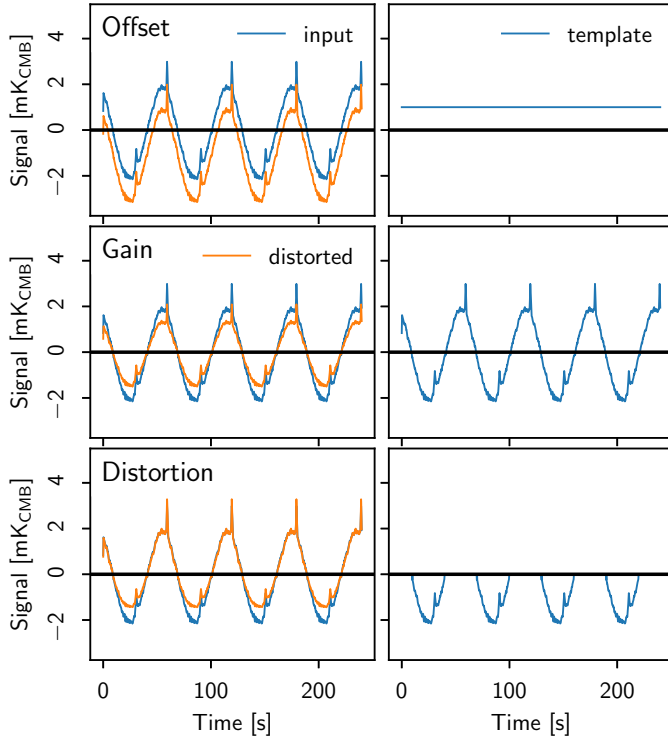 Offset
input
template
Signal [mK_CMB]
4
2
0
−2
Gain
distorted
Signal [mK_CMB]
4
2
0
−2
Distortion
Signal [mK_CMB]
4
2
0
−2
0 100 200
0 200
Time [s]
Time [s]